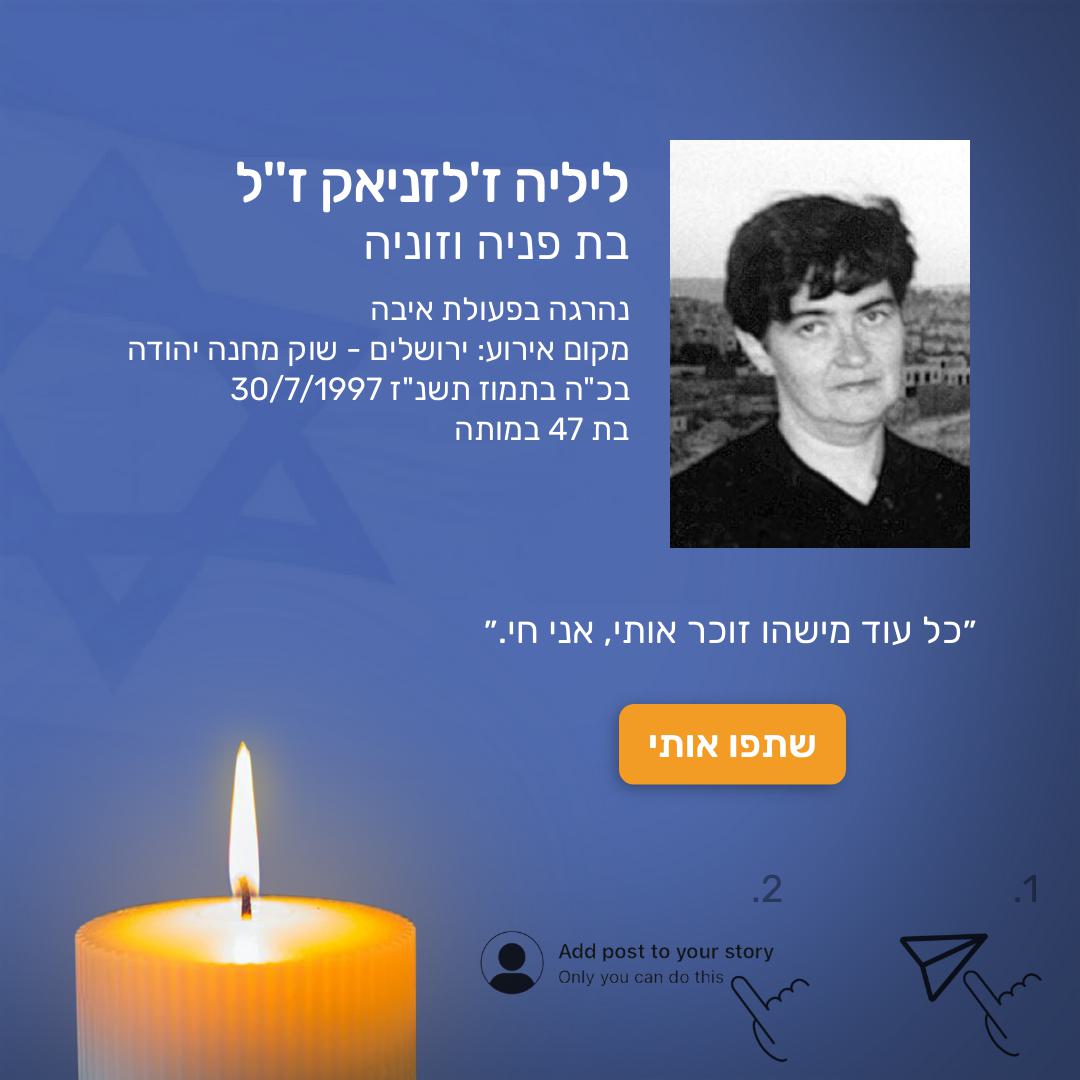 ליליה ז'לזניאק ז"ל
בת פניה וזוניה
נהרגה בפעולת איבה
מקום אירוע: ירושלים - שוק מחנה יהודה
בכ"ה בתמוז תשנ"ז 30/7/1997
בת 47 במותה
״כל עוד מישהו זוכר אותי, אני חי.״
שתפו אותי
.1
.2
Add post to your story
Only you can do this